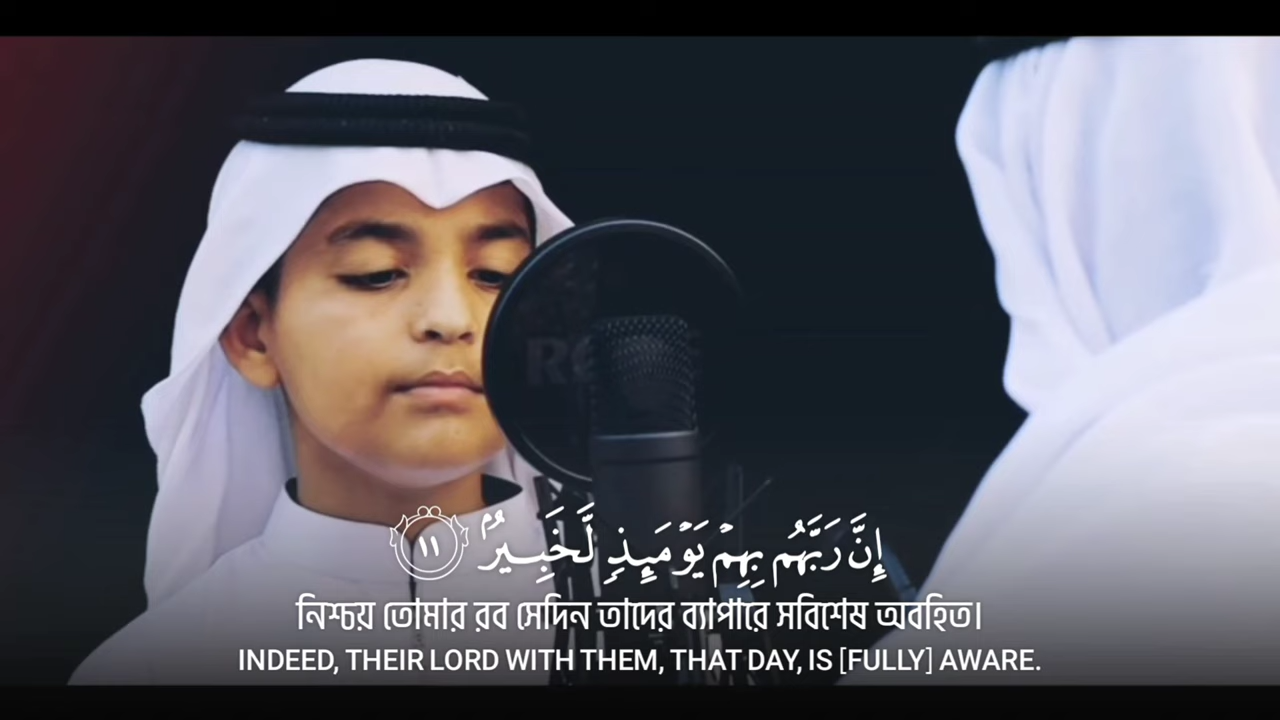 إِنَّ رَبَّهُم بِهِمْ يَوْمَئِذٍ لَّخَبِيرٌۢ ١١
নিশ্চয় তোমার রব সেদিন তাদের ব্যাপারে সবিশেষ অবহিত।
INDEED, THEIR LORD WITH THEM, THAT DAY, IS [FULLY] AWARE.